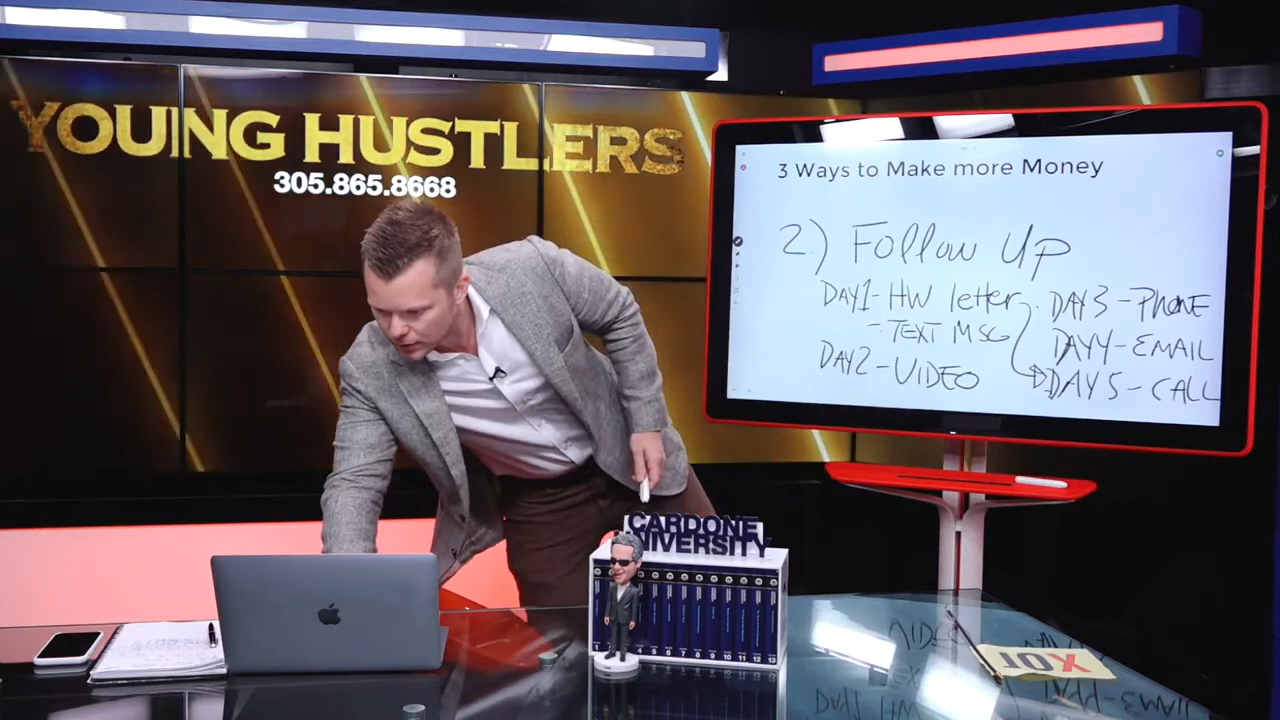 YOUNG HUSTLERS
305.865.8668
3 Ways to Make more Money
2.) Follow Up
DAY1-HW letter
- TEXT MSG
DAY2-VIDEO
DAY3-PHONE
DAY4-EMAIL
DAY5-CALL
CARDONE
UNIVERSITY
10X